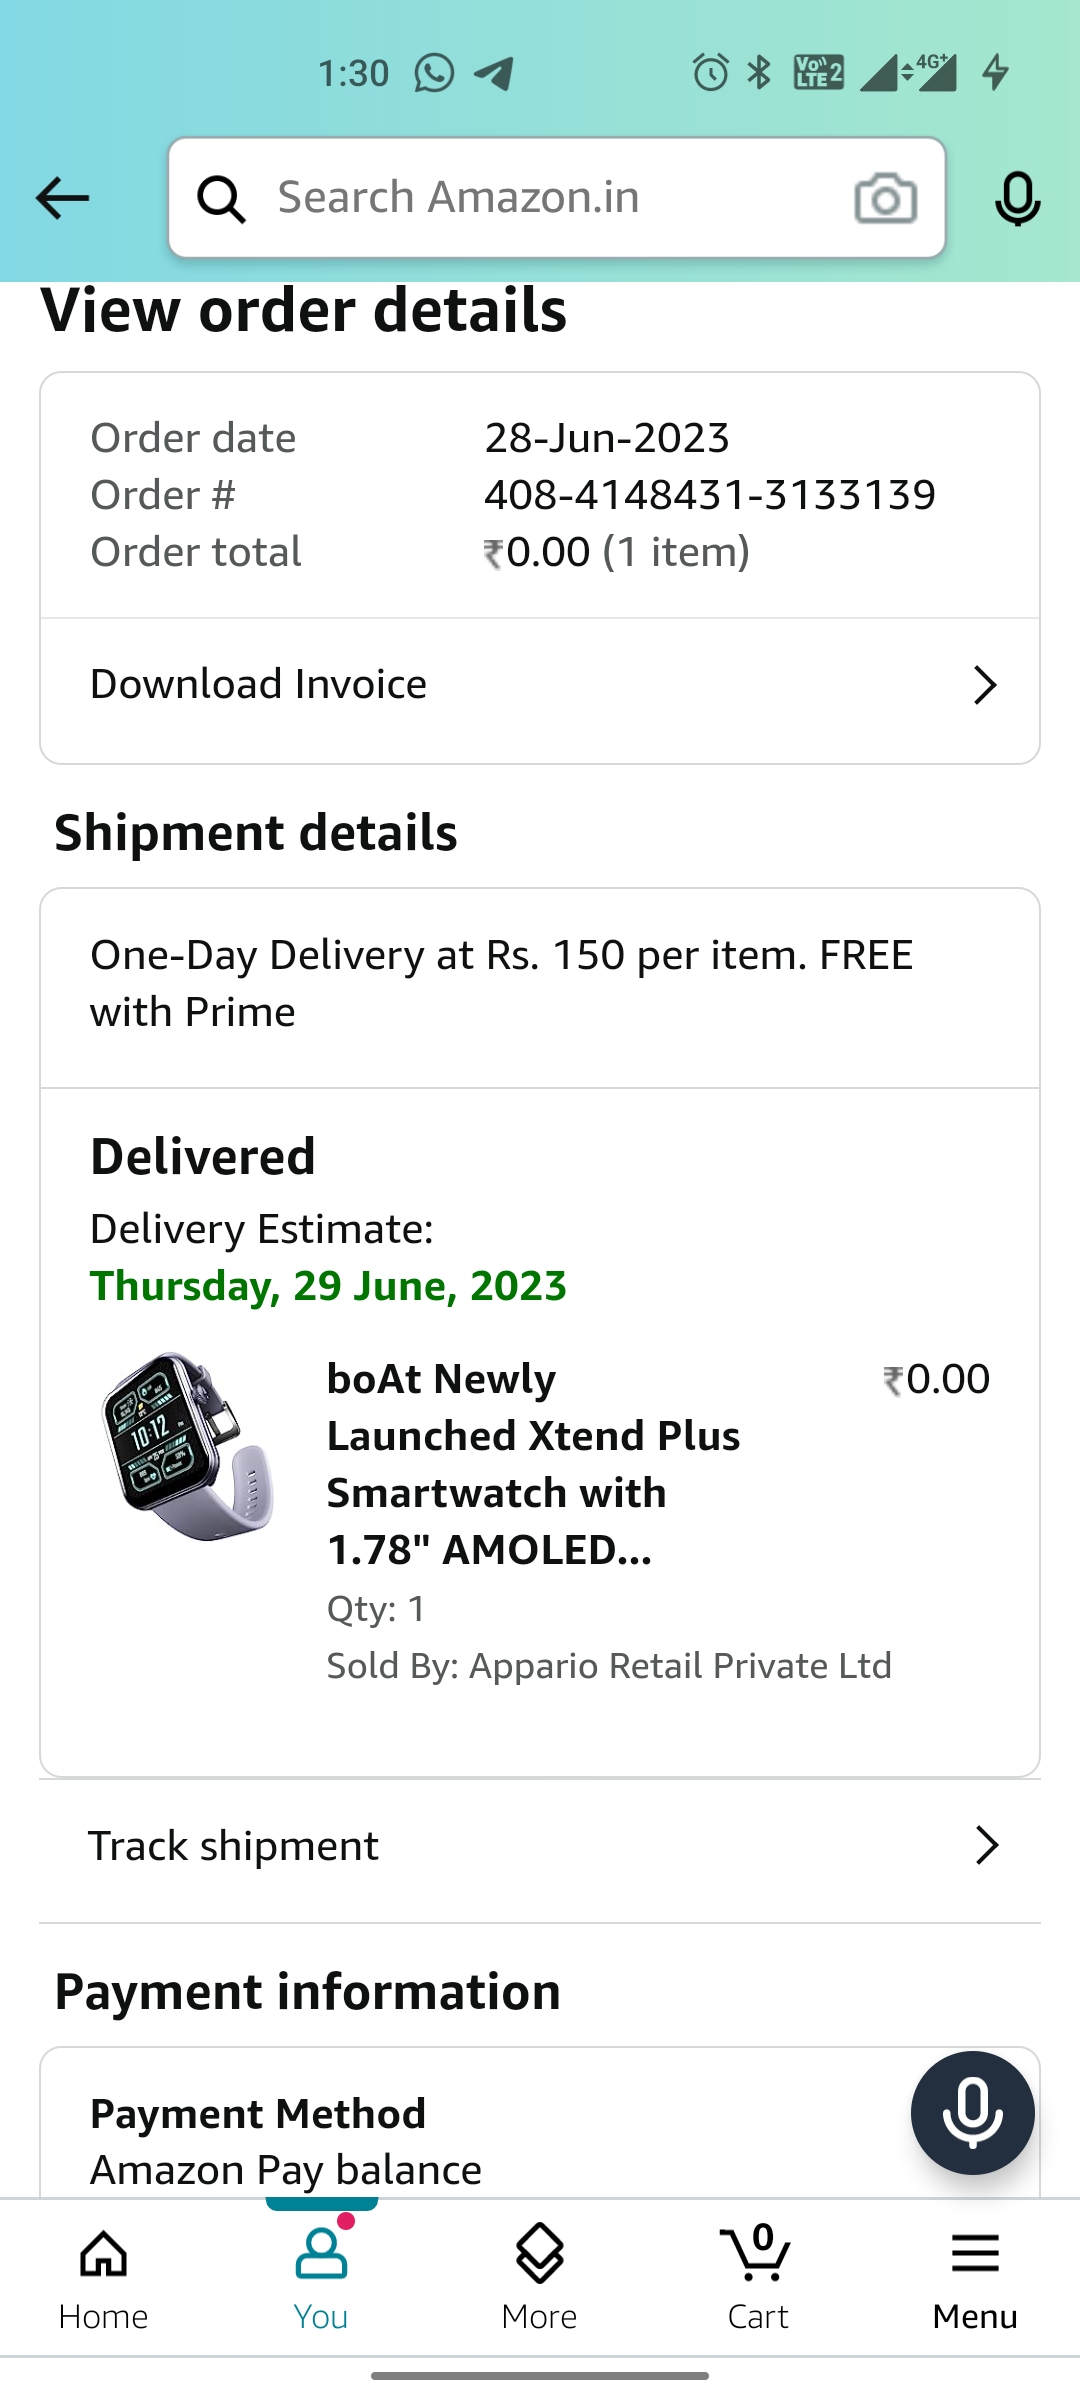 1:30
Vo)) LTE 2
4G+
Search Amazon.in
View order details
Order date 28-Jun-2023
Order # 408-4148431-3133139
Order total ₹0.00 (1 item)
Download Invoice
Shipment details
One-Day Delivery at Rs. 150 per item. FREE
with Prime
Delivered
Delivery Estimate:
Thursday, 29 June, 2023
10:12
boAt Newly ₹0.00
Launched Xtend Plus
Smartwatch with
1.78" AMOLED...
Qty: 1
Sold By: Appario Retail Private Ltd
Track shipment
Payment information
Payment Method
Amazon Pay balance
0
Home You More Cart Menu